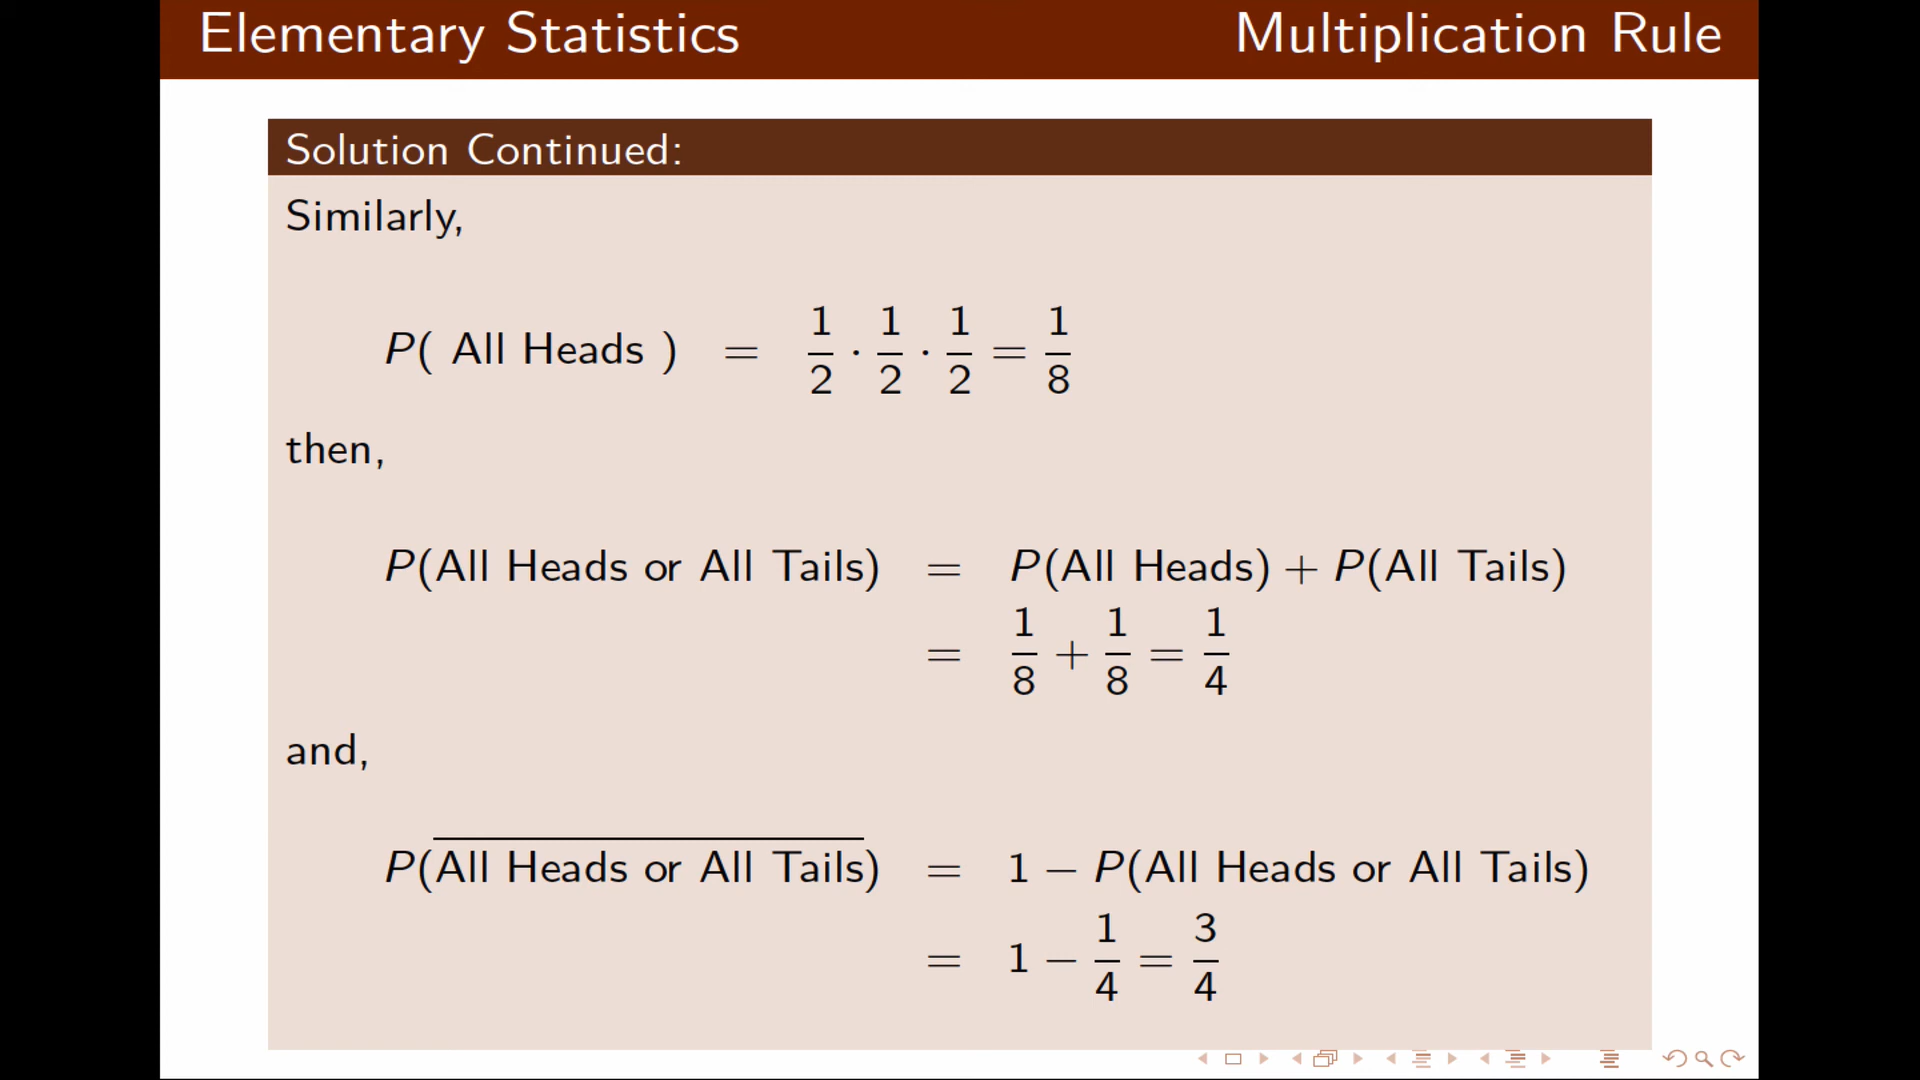 Elementary Statistics Multiplication Rule
Solution Continued:
Similarly,
P( All Heads ) = 1/2 · 1/2 · 1/2 = 1/8
then,
P(All Heads or All Tails) = P(All Heads) + P(All Tails)
= 1/8 + 1/8 = 1/4
and,
P(\overline{All Heads or All Tails}) = 1 − P(All Heads or All Tails)
= 1 − 1/4 = 3/4